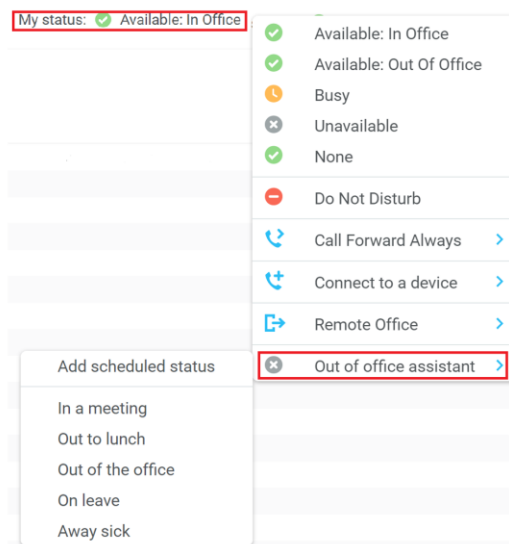 My status: Available: In Office
Available: In Office
Available: Out Of Office
Busy
Unavailable
None
Do Not Disturb
Call Forward Always
Connect to a device
Remote Office
Out of office assistant
Add scheduled status
In a meeting
Out to lunch
Out of the office
On leave
Away sick